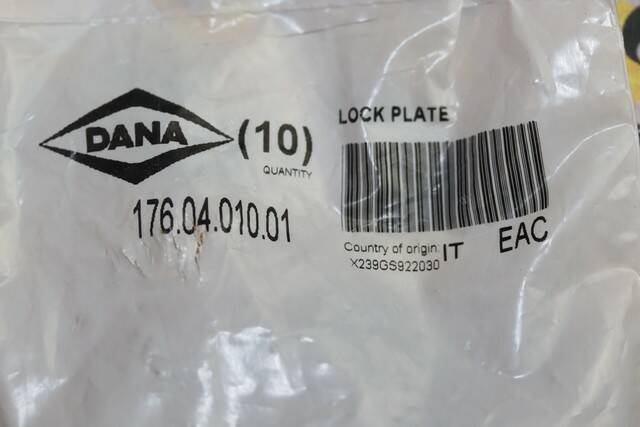 DANA
(10)
QUANTITY
176.04.010.01
LOCK PLATE
Country of origin IT
X239GS922030
EAC